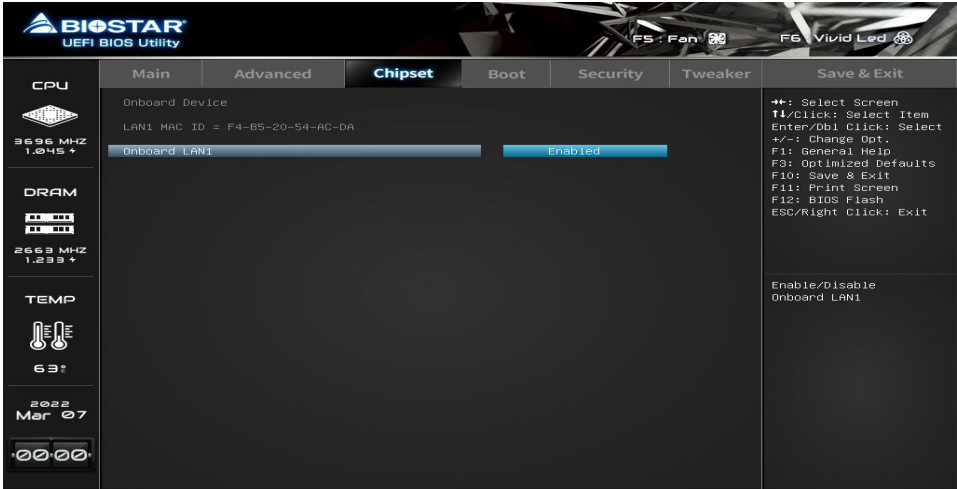 BIOSTAR®
UEFI BIOS Utility
F5 : Fan
F6 Vivid Led
Main Advanced Chipset Boot Security Tweaker Save & Exit
CPU
3696 MHZ
1.045
DRAM
2663 MHZ
1.233
TEMP
63°C
2022
Mar 07
00:00
Onboard Device
LAN1 MAC ID = F4-B5-20-54-AC-DA
Onboard LAN1 Enabled
→←: Select Screen
↑↓/Click: Select Item
Enter/Dbl Click: Select
+/-: Change Opt.
F1: General Help
F3: Optimized Defaults
F10: Save & Exit
F11: Print Screen
F12: BIOS Flash
ESC/Right Click: Exit
Enable/Disable
Onboard LAN1